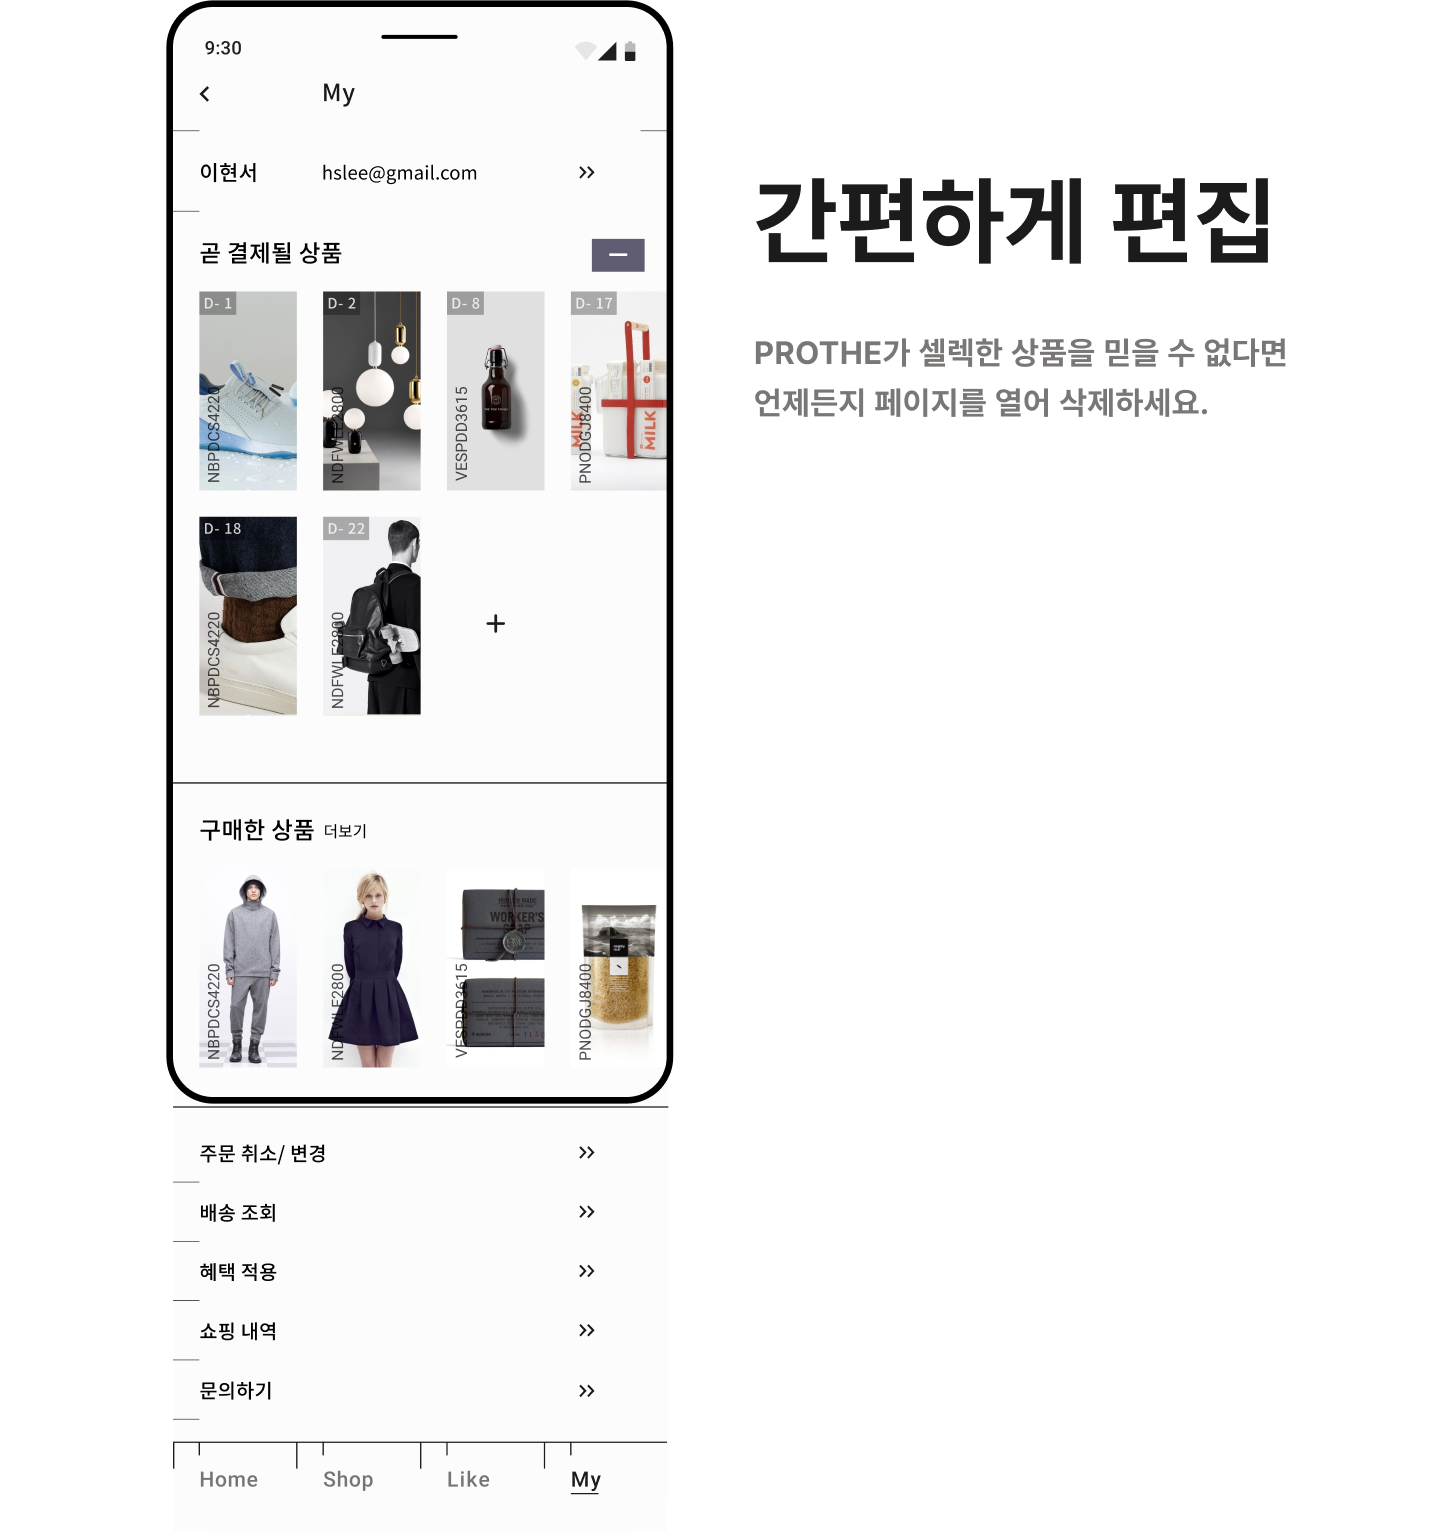 9:30
My
이현서 hslee@gmail.com
곧 결제될 상품
D- 1
D- 2
D- 8
D- 17
NBPDCS4220
NDFWLE2800
VESPDD3615
PNODGJ8400
MILK
D- 18
D- 22
NBPDCS4220
NDFWLE2800
구매한 상품 더보기
WORKER'S
NBPDCS4220
NDFWLE2800
VESPDD3615
PNODGJ8400
주문 취소/ 변경
배송 조회
혜택 적용
쇼핑 내역
문의하기
Home Shop Like My
간편하게 편집
PROTHE가 셀렉한 상품을 믿을 수 없다면
언제든지 페이지를 열어 삭제하세요.